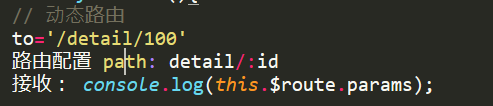 // 动态路由
to='/detail/100'
路由配置 path: detail/:id
接收: console.log(this.$route.params);